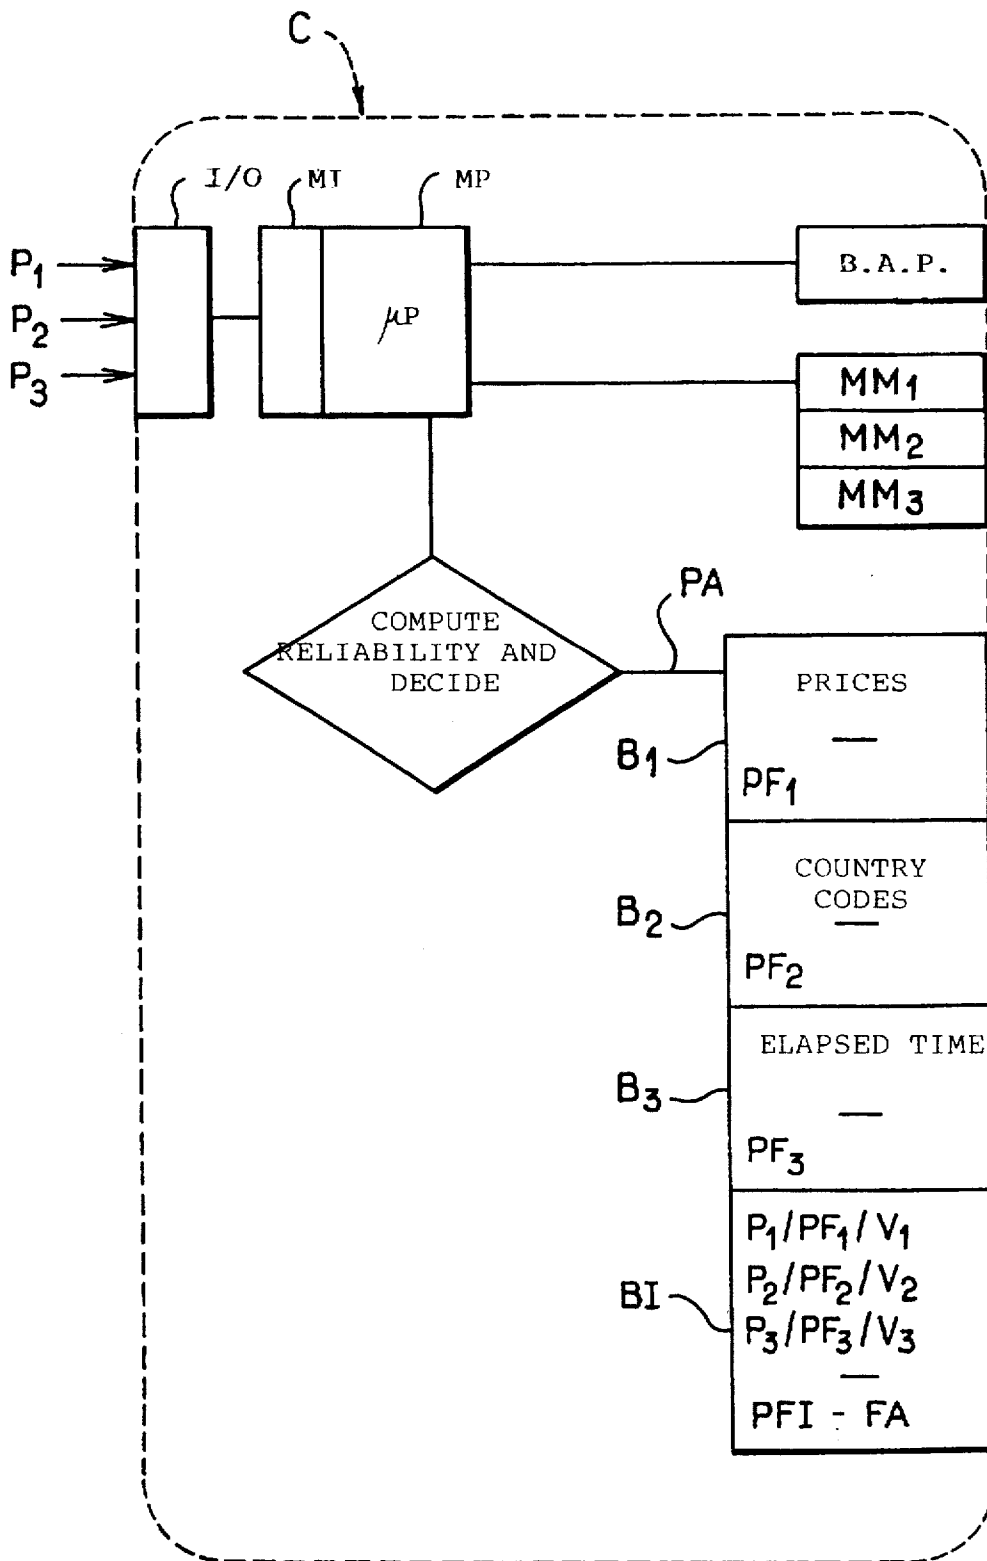 C
I/O MT MP
P1
P2
P3
μP
B.A.P.
MM1
MM2
MM3
COMPUTE
RELIABILITY AND
DECIDE
PA
PRICES
B1
PF1
COUNTRY
CODES
B2
PF2
ELAPSED TIME
B3
PF3
P1/PF1/V1
P2/PF2/V2
BI
P3/PF3/V3
PFI - FA